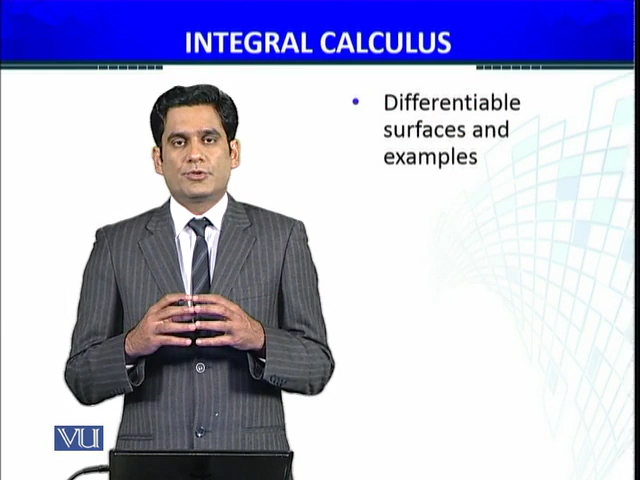 INTEGRAL CALCULUS
• Differentiable
surfaces and
examples
VU